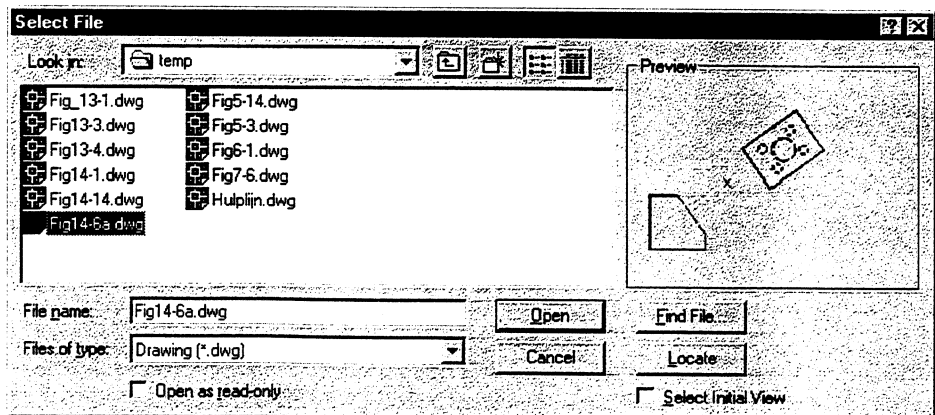 Select File
Look in: temp
Preview
Fig_13-1.dwg
Fig13-3.dwg
Fig13-4.dwg
Fig14-1.dwg
Fig14-14.dwg
Fig14-6a.dwg
Fig5-14.dwg
Fig5-3.dwg
Fig6-1.dwg
Fig7-6.dwg
Hulplijn.dwg
File name: Fig14-6a.dwg
Open
Find File...
Files of type: Drawing (*.dwg)
Cancel
Locate
Open as read-only
Select Initial View